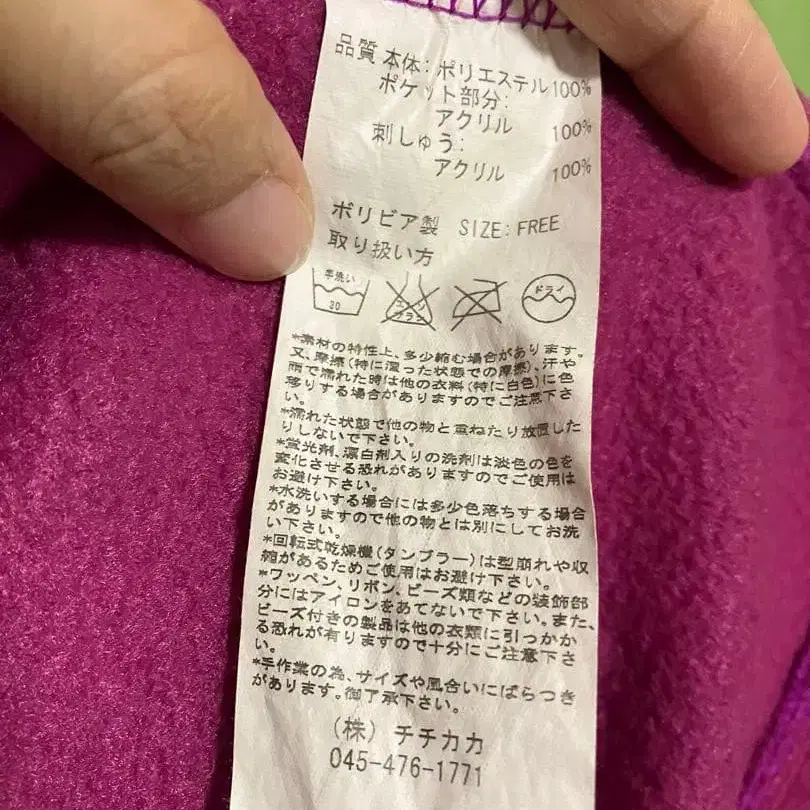 品質 本体: ポリエステル100%
ポケット部分:
アクリル 100%
刺しゅう:
アクリル 100%
ボリビア製 SIZE: FREE
取り扱い方
手洗い
30
エンソ
ブラシ
ドライ
*素材の特性上、多少縮む場合があります。
又、摩擦(特に湿った状態での摩擦)、汗や
雨で濡れた時は他の衣料(特に白色)に色
移りする場合がありますのでご注意下さ
い。
*濡れた状態で他の物と重ねたり放置した
りしないで下さい。
*蛍光剤、漂白剤入りの洗剤は淡色の色を
変化させる恐れがありますのでご使用は
お避け下さい。
*水洗いする場合には多少色落ちする場合
がありますので他の物とは別にしてお洗
い下さい。
*回転式乾燥機(タンブラー)は型崩れや収
縮があるためご使用はお避け下さい。
*ワッペン、リボン、ビーズ類などの装飾部
分にはアイロンをあてないで下さい。また、
ビーズ付きの製品は他の衣類に引っかか
る恐れが有りますので十分にご注意下さ
い。
*手作業の為、サイズや風合いにばらつき
があります。御了承下さい。
(株) チチカカ
045-476-1771